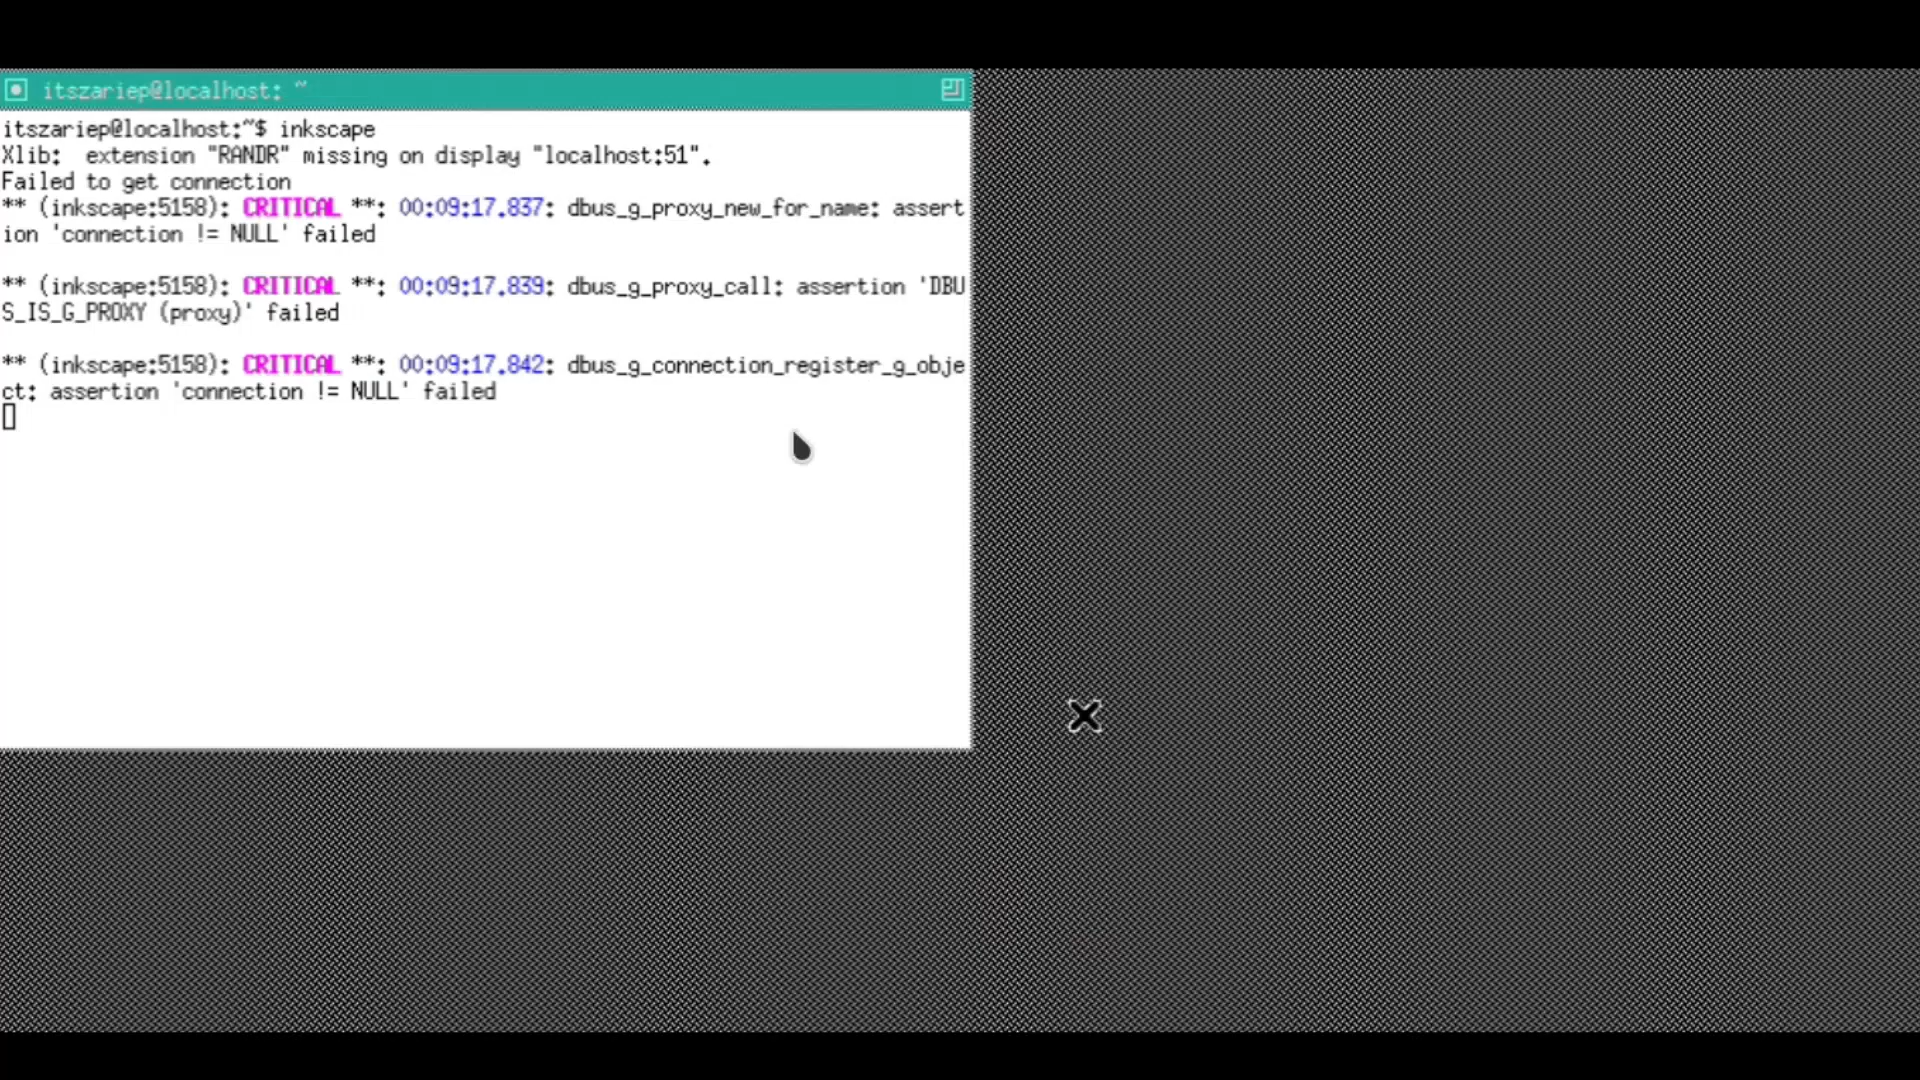 itszariep@localhost: ~
itszariep@localhost:~$ inkscape
Xlib:  extension "RANDR" missing on display "localhost:51".
Failed to get connection
** (inkscape:5158): CRITICAL **: 00:09:17.837: dbus_g_proxy_new_for_name: assert
ion 'connection != NULL' failed
** (inkscape:5158): CRITICAL **: 00:09:17.839: dbus_g_proxy_call: assertion 'DBU
S_IS_G_PROXY (proxy)' failed
** (inkscape:5158): CRITICAL **: 00:09:17.842: dbus_g_connection_register_g_obje
ct: assertion 'connection != NULL' failed